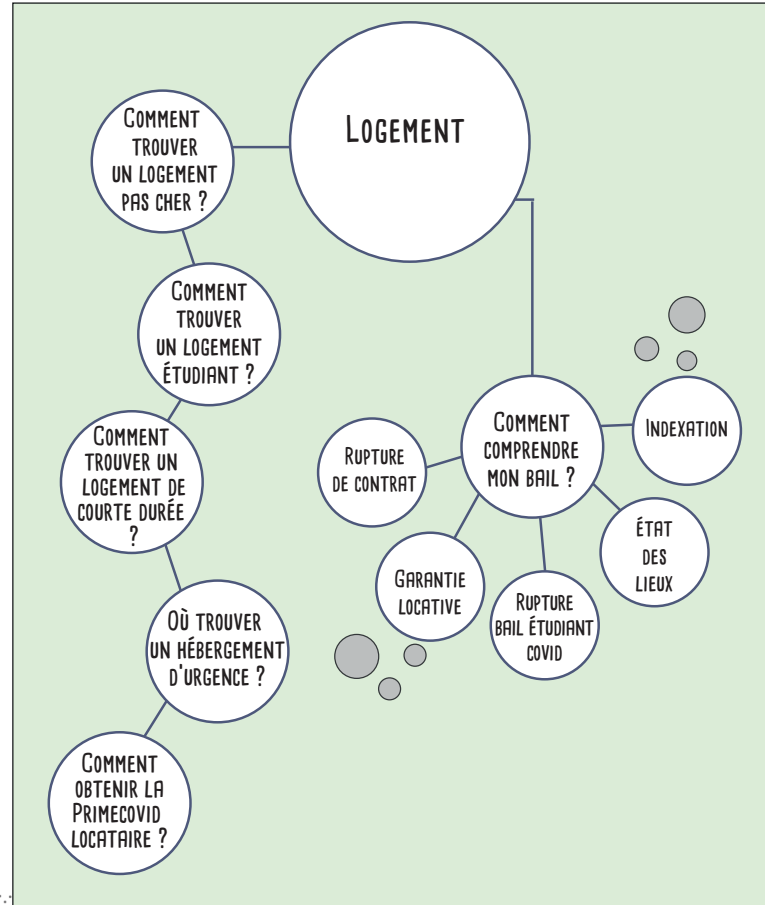 Logement
Comment
trouver
un logement
pas cher ?
Comment
trouver
un logement
étudiant ?
Comment
trouver un
logement de
courte durée
?
Où trouver
un hébergement
d'urgence ?
Comment
obtenir la
Primecovid
locataire ?
Comment
comprendre
mon bail ?
Rupture
de contrat
Garantie
locative
Rupture
bail étudiant
covid
État
des
lieux
Indexation